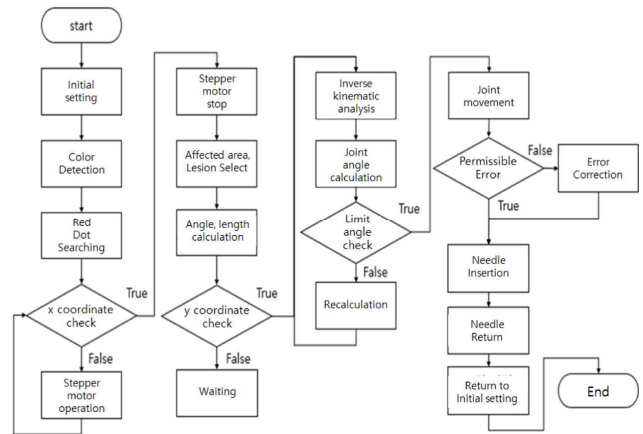 start
Initial
setting
Color
Detection
Red
Dot
Searching
x coordinate
check
True
False
Stepper
motor
operation
Stepper
motor
stop
Affected area,
Lesion Select
Angle, length
calculation
y coordinate
check
True
False
Waiting
Inverse
kinematic
analysis
Joint
angle
calculation
Limit
angle
check
True
False
Recalculation
Joint
movement
Permissible
Error
False
Error
Correction
True
Needle
Insertion
Needle
Return
Return to
Initial setting
End